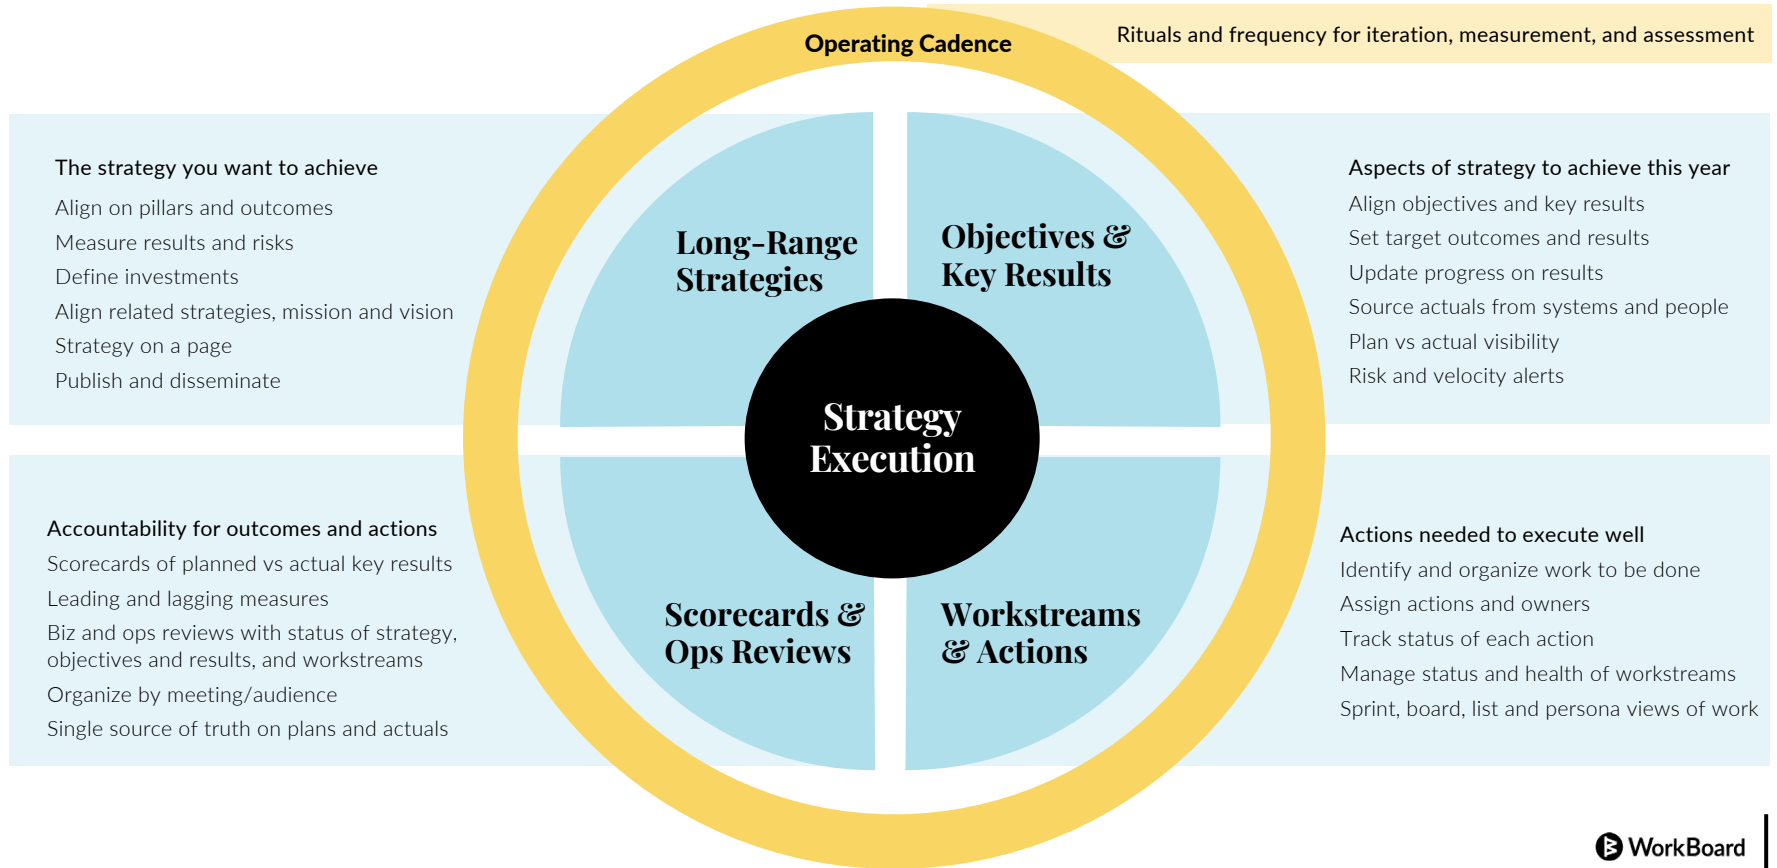 Operating Cadence
Rituals and frequency for iteration, measurement, and assessment
The strategy you want to achieve
Align on pillars and outcomes
Measure results and risks
Define investments
Align related strategies, mission and vision
Strategy on a page
Publish and disseminate
Long-Range
Strategies
Objectives &
Key Results
Aspects of strategy to achieve this year
Align objectives and key results
Set target outcomes and results
Update progress on results
Source actuals from systems and people
Plan vs actual visibility
Risk and velocity alerts
Strategy
Execution
Accountability for outcomes and actions
Scorecards of planned vs actual key results
Leading and lagging measures
Biz and ops reviews with status of strategy,
objectives and results, and workstreams
Organize by meeting/audience
Single source of truth on plans and actuals
Scorecards &
Ops Reviews
Workstreams
& Actions
Actions needed to execute well
Identify and organize work to be done
Assign actions and owners
Track status of each action
Manage status and health of workstreams
Sprint, board, list and persona views of work
WorkBoard